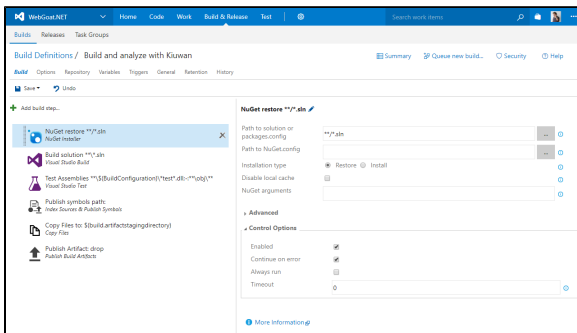 WebGoat.NET
Home Code Work Build & Release Test
Search work items
Builds Releases Task Groups
Build Definitions / Build and analyze with Kiuwan
Summary Queue new build... Security Help
Build Options Repository Variables Triggers General Retention History
Save Undo
Add build step...
NuGet restore **/*.sln
NuGet Installer
Build solution **\*.sln
Visual Studio Build
Test Assemblies **\$(BuildConfiguration)\*test*.dll;-:**\obj\**
Visual Studio Test
Publish symbols path:
Index Sources & Publish Symbols
Copy Files to: $(build.artifactstagingdirectory)
Copy Files
Publish Artifact: drop
Publish Build Artifacts
NuGet restore **/*.sln
Path to solution or packages.config
**/*.sln
...
Path to NuGet.config
...
Installation type
Restore Install
Disable local cache
NuGet arguments
Advanced
Control Options
Enabled
Continue on error
Always run
Timeout
0
More Information